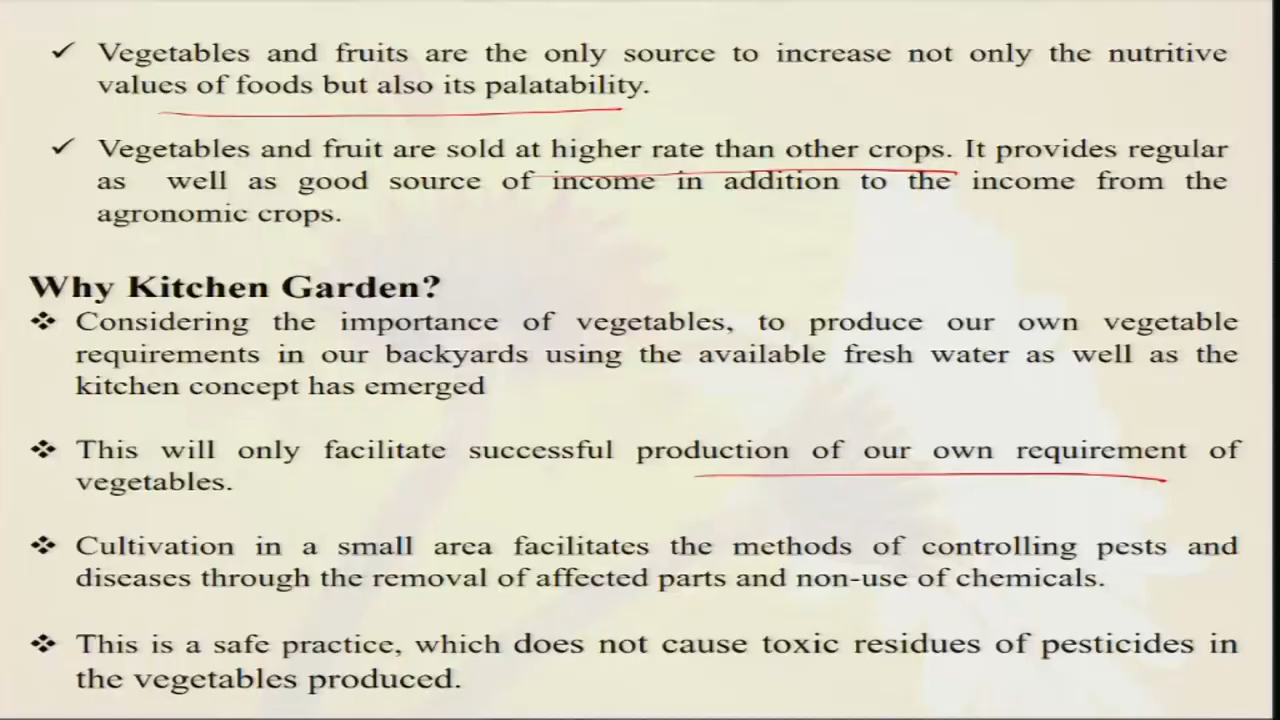 ✓ Vegetables and fruits are the only source to increase not only the nutritive
values of foods but also its palatability.
✓ Vegetables and fruit are sold at higher rate than other crops. It provides regular
as well as good source of income in addition to the income from the
agronomic crops.
Why Kitchen Garden?
❖ Considering the importance of vegetables, to produce our own vegetable
requirements in our backyards using the available fresh water as well as the
kitchen concept has emerged
❖ This will only facilitate successful production of our own requirement of
vegetables.
❖ Cultivation in a small area facilitates the methods of controlling pests and
diseases through the removal of affected parts and non-use of chemicals.
❖ This is a safe practice, which does not cause toxic residues of pesticides in
the vegetables produced.